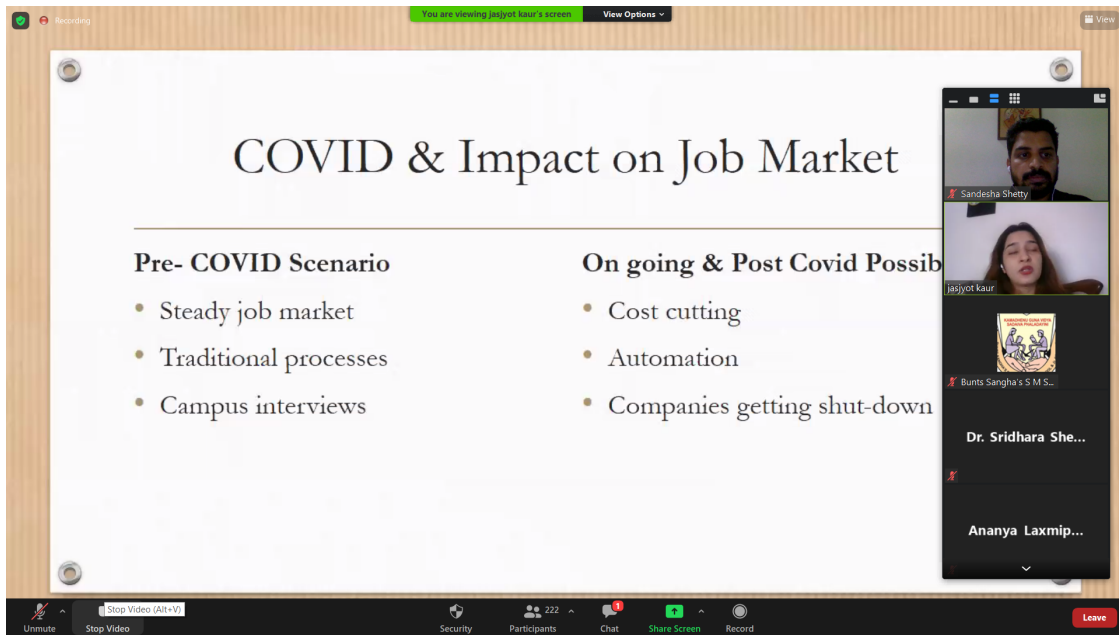 Recording
You are viewing jasjyot kaur's screen
View Options
View
COVID & Impact on Job Market
Pre- COVID Scenario
• Steady job market
• Traditional processes
• Campus interviews
On going & Post Covid Possib
• Cost cutting
• Automation
• Companies getting shut-down
Sandesha Shetty
jasjyot kaur
Bunts Sangha's S M S...
Dr. Sridhara She...
Ananya Laxmip...
Unmute
Stop Video (Alt+V)
Stop Video
Security
222
Participants
1
Chat
Share Screen
Record
Leave